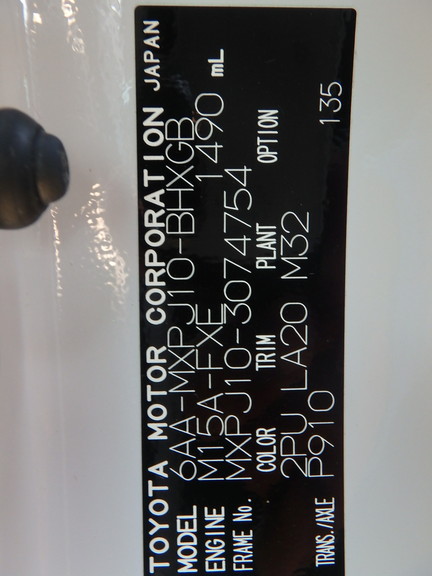 TOYOTA MOTOR CORPORATION JAPAN
MODEL 6AA-MXPJ10-BHXGB
ENGINE M15A-FXE 1490 mL
FRAME No. MXPJ10-3074754
COLOR TRIM PLANT OPTION
2PU LA20 M32
TRANS./AXLE P910 135